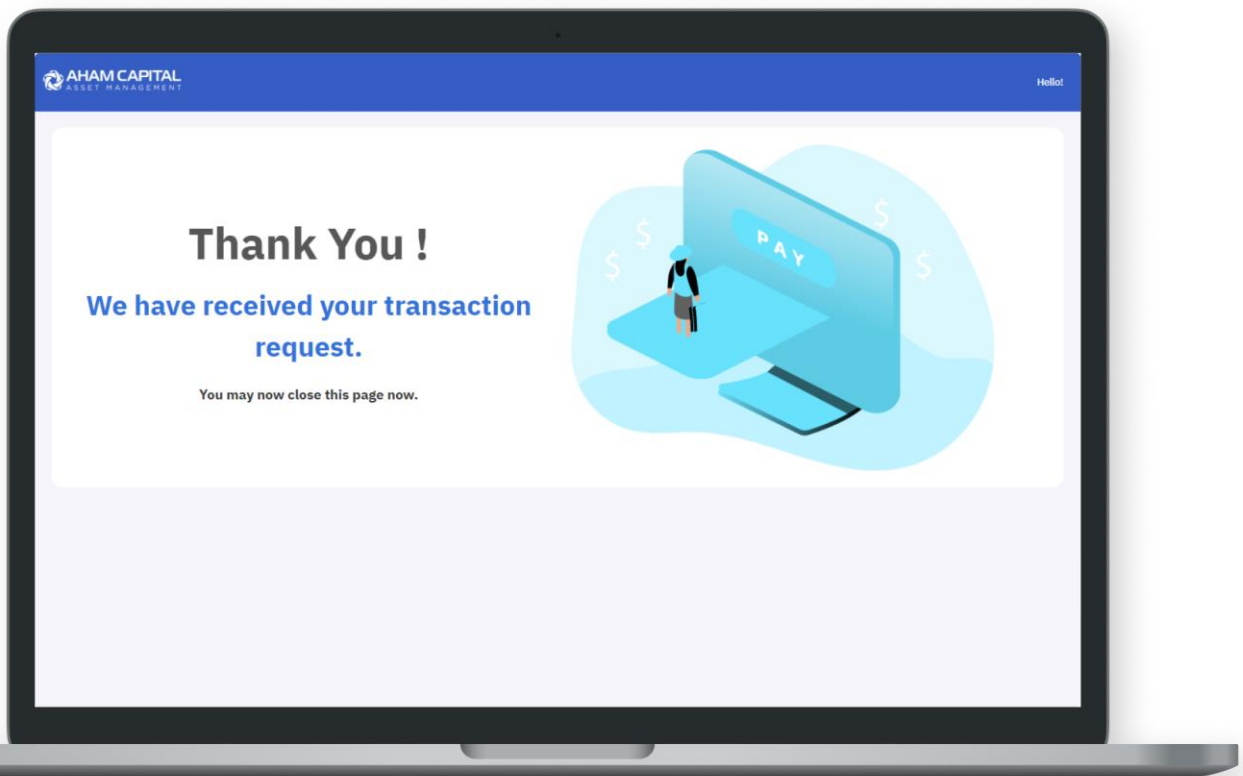 AHAM CAPITAL
ASSET MANAGEMENT
Hello!
Thank You !
We have received your transaction
request.
You may now close this page now.
PAY
$
$
$
$